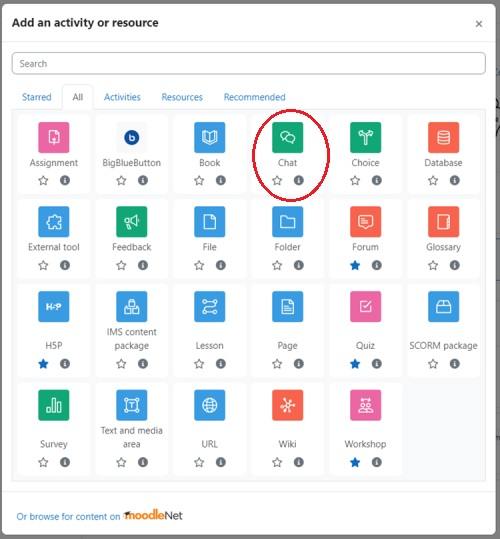 Add an activity or resource
×
Search
Starred
All
Activities
Resources
Recommended
Assignment
BigBlueButton
Book
Chat
Choice
Database
External tool
Feedback
File
Folder
Forum
Glossary
H5P
H5P
IMS content
package
Lesson
Page
Quiz
SCORM package
Survey
Text and media
area
URL
Wiki
Workshop
Or browse for content on moodleNet